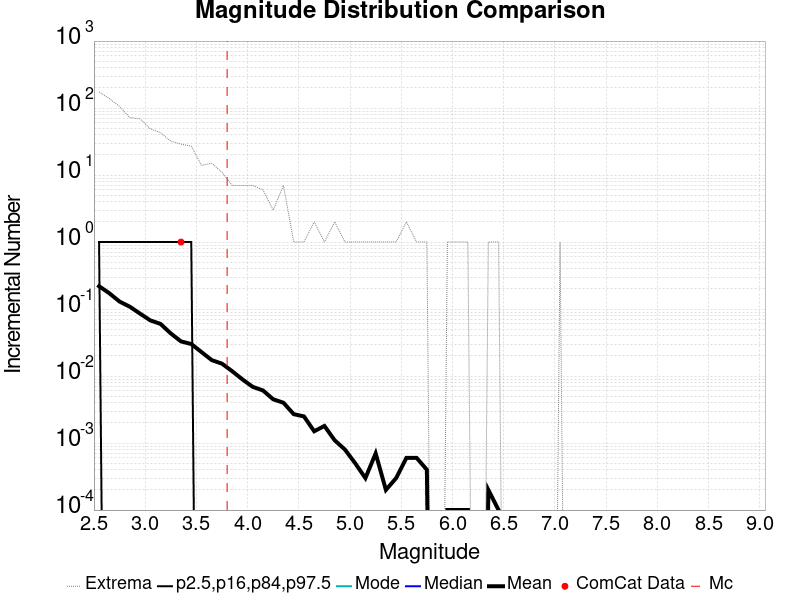 Magnitude Distribution Comparison
10 3
10 2
10 1
10 0
10 -1
10 -2
10 -3
10 -4
Incremental Number
2.5 3.0 3.5 4.0 4.5 5.0 5.5 6.0 6.5 7.0 7.5 8.0 8.5 9.0
Magnitude
Extrema p2.5,p16,p84,p97.5 Mode Median Mean ComCat Data Mc